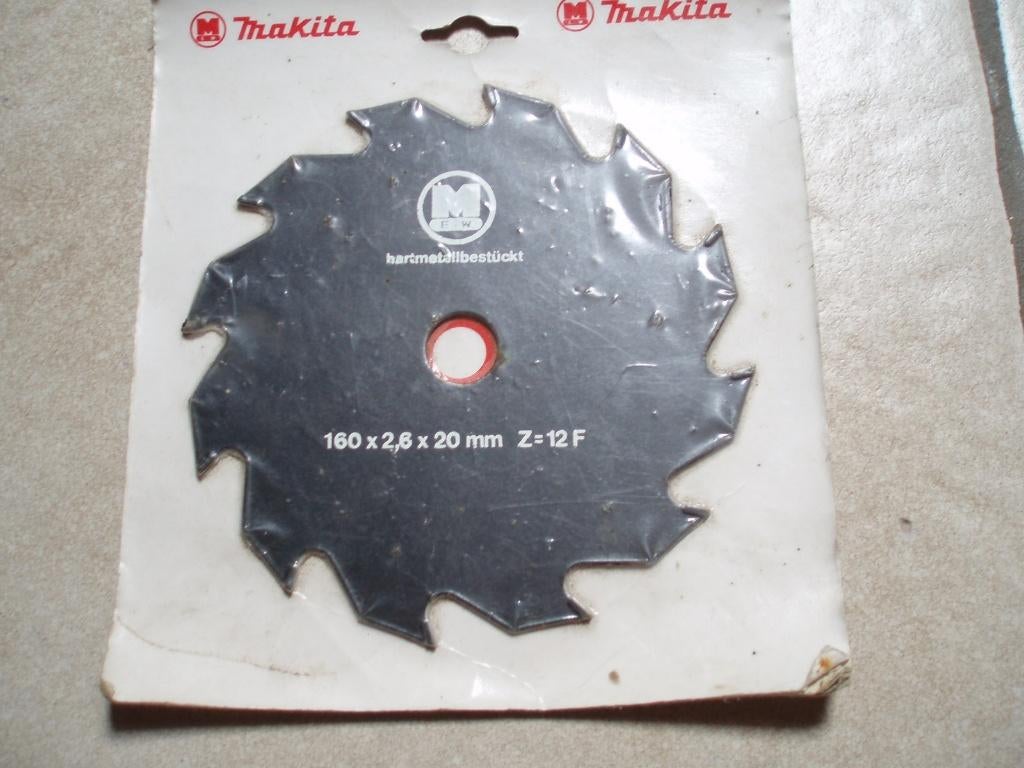 Makita
Makita
M
hartmetallbestückt
160 x 2,6 x 20 mm Z=12 F